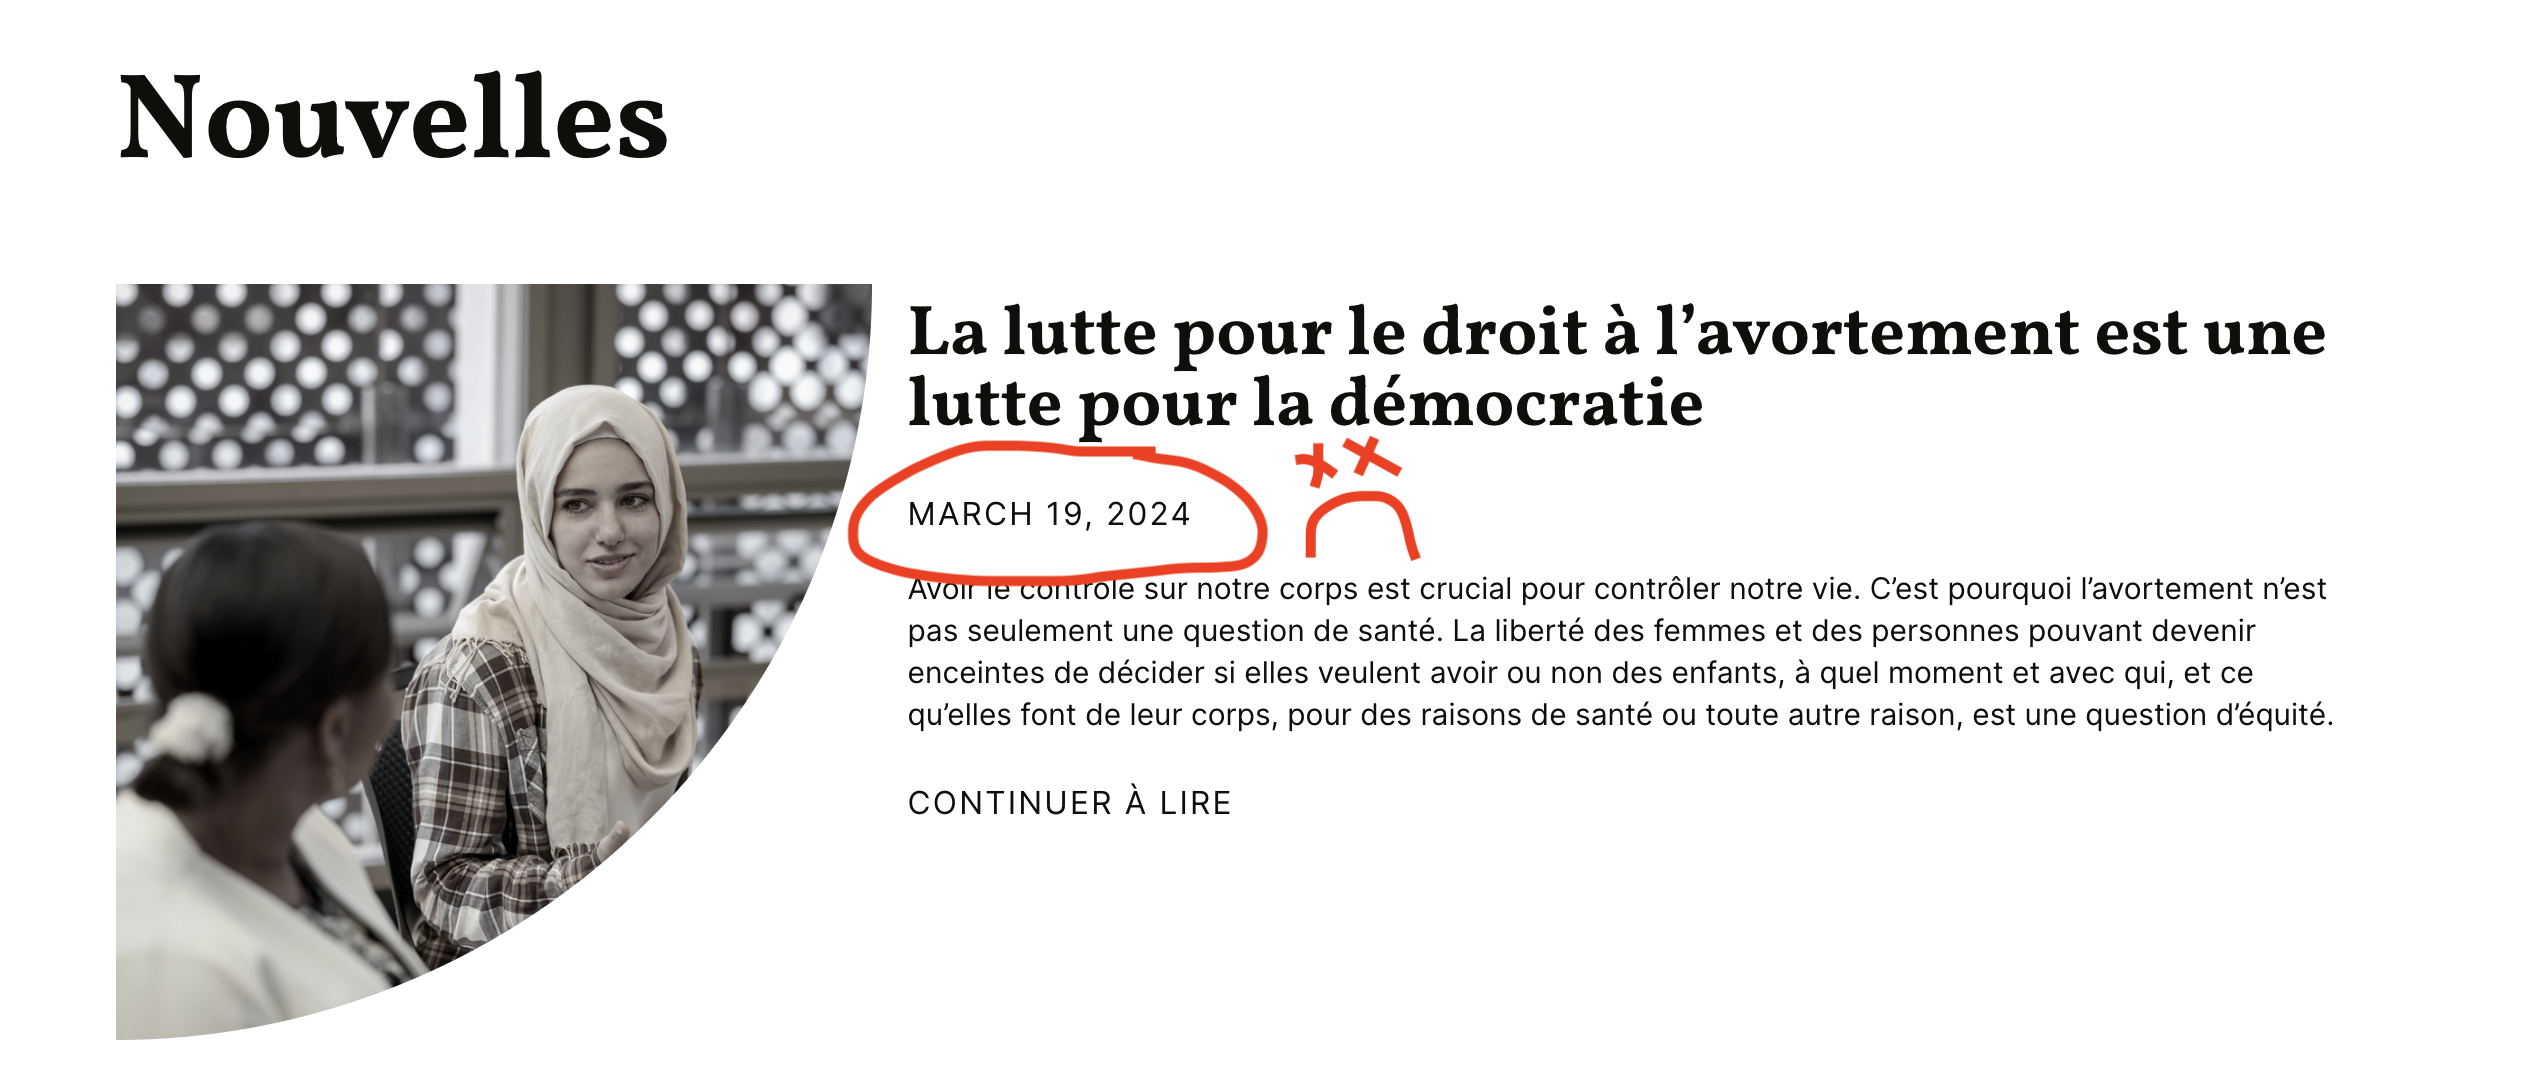 Nouvelles
La lutte pour le droit à l’avortement est une
lutte pour la démocratie
MARCH 19, 2024
Avoir le contrôle sur notre corps est crucial pour contrôler notre vie. C’est pourquoi l’avortement n’est
pas seulement une question de santé. La liberté des femmes et des personnes pouvant devenir
enceintes de décider si elles veulent avoir ou non des enfants, à quel moment et avec qui, et ce
qu’elles font de leur corps, pour des raisons de santé ou toute autre raison, est une question d’équité.
CONTINUER À LIRE